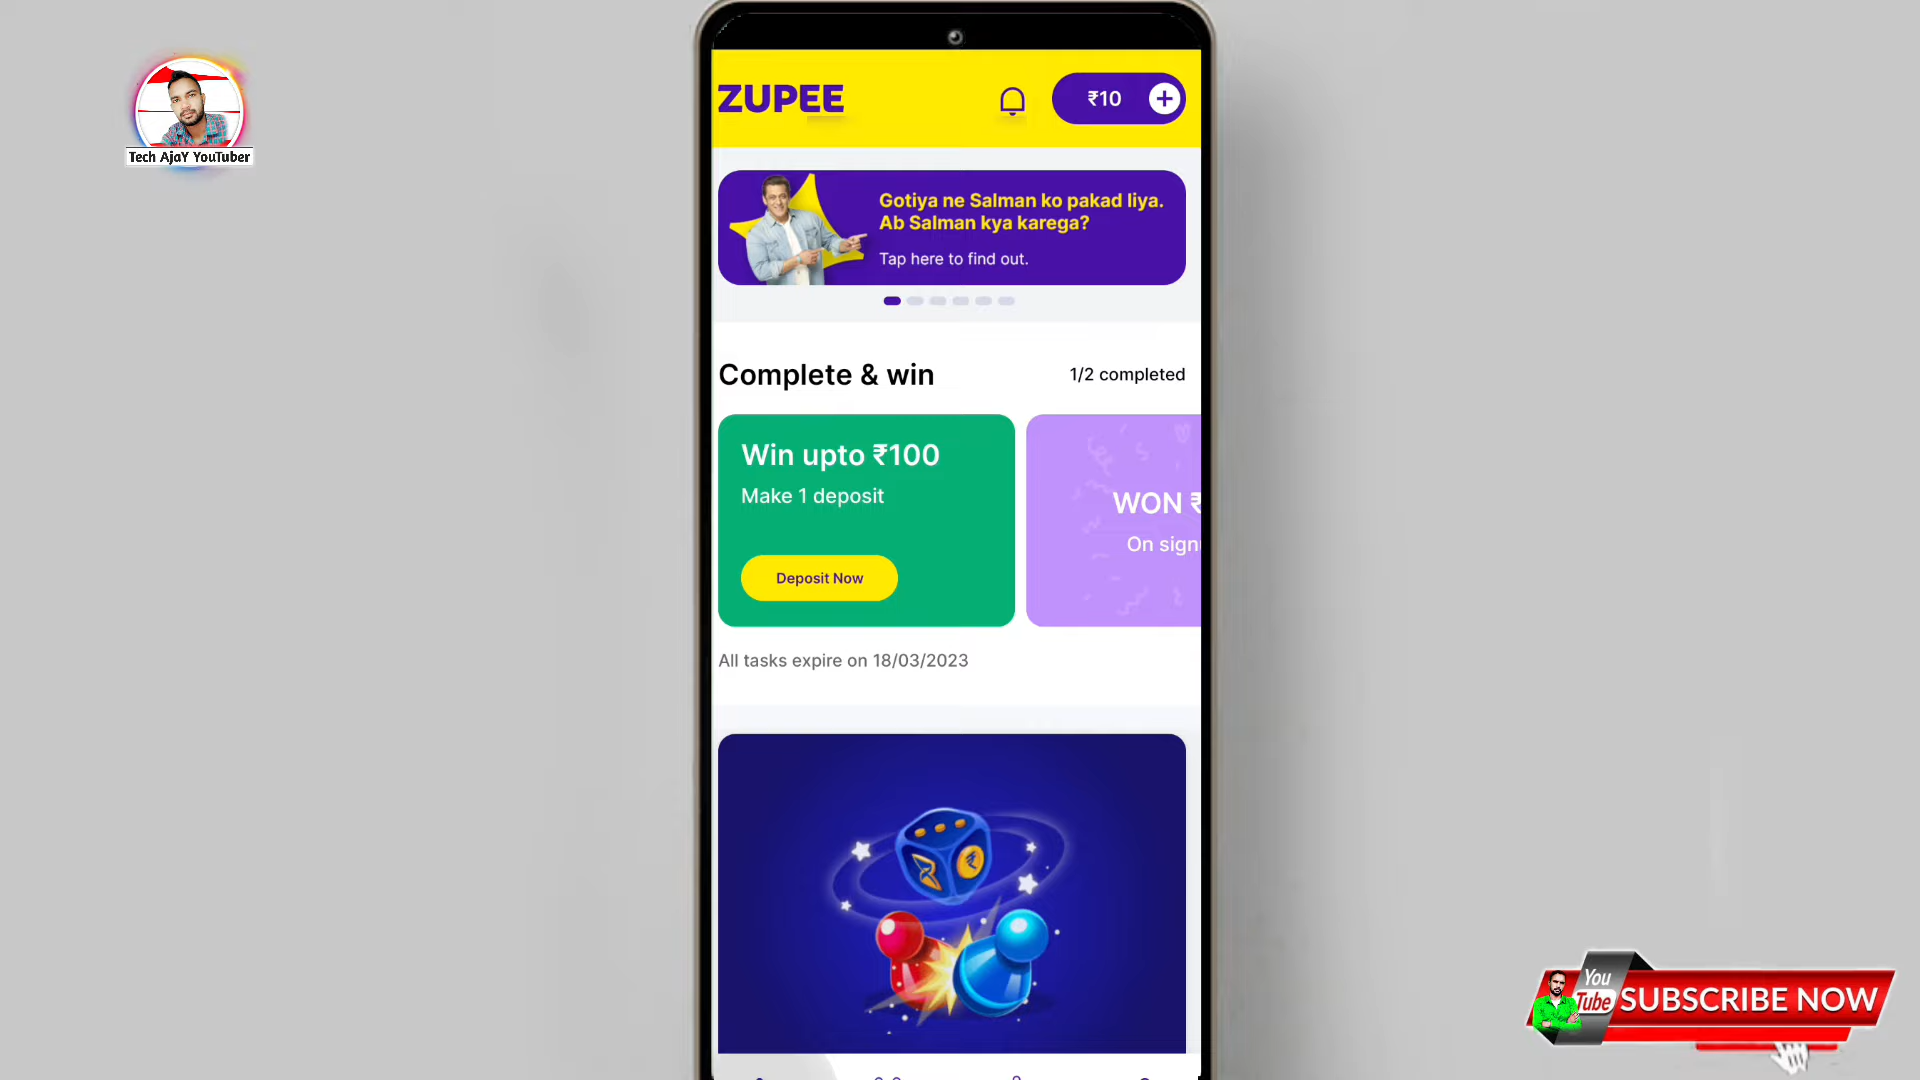 Tech AjaY YouTuber
ZUPEE
₹10
Gotiya ne Salman ko pakad liya.
Ab Salman kya karega?
Tap here to find out.
Complete & win
1/2 completed
Win upto ₹100
Make 1 deposit
Deposit Now
WON ₹
On sign
All tasks expire on 18/03/2023
You
Tube
SUBSCRIBE NOW